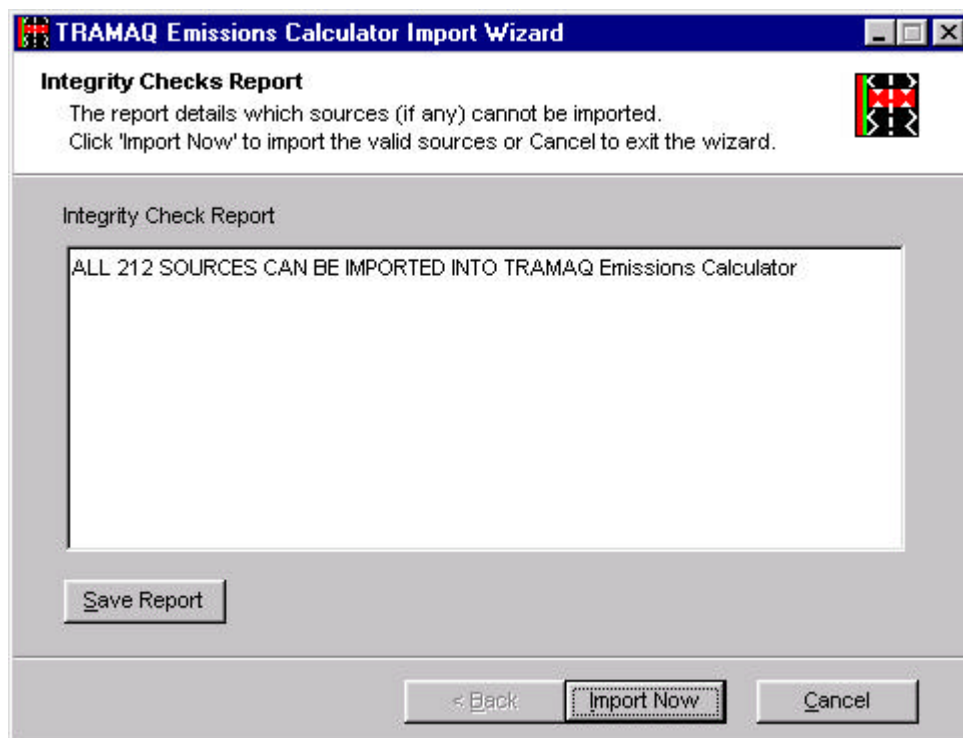 TRAMAQ Emissions Calculator Import Wizard
Integrity Checks Report
The report details which sources (if any) cannot be imported.
Click 'Import Now' to import the valid sources or Cancel to exit the wizard.
Integrity Check Report
ALL 212 SOURCES CAN BE IMPORTED INTO TRAMAQ Emissions Calculator
Save Report
< Back
Import Now
Cancel